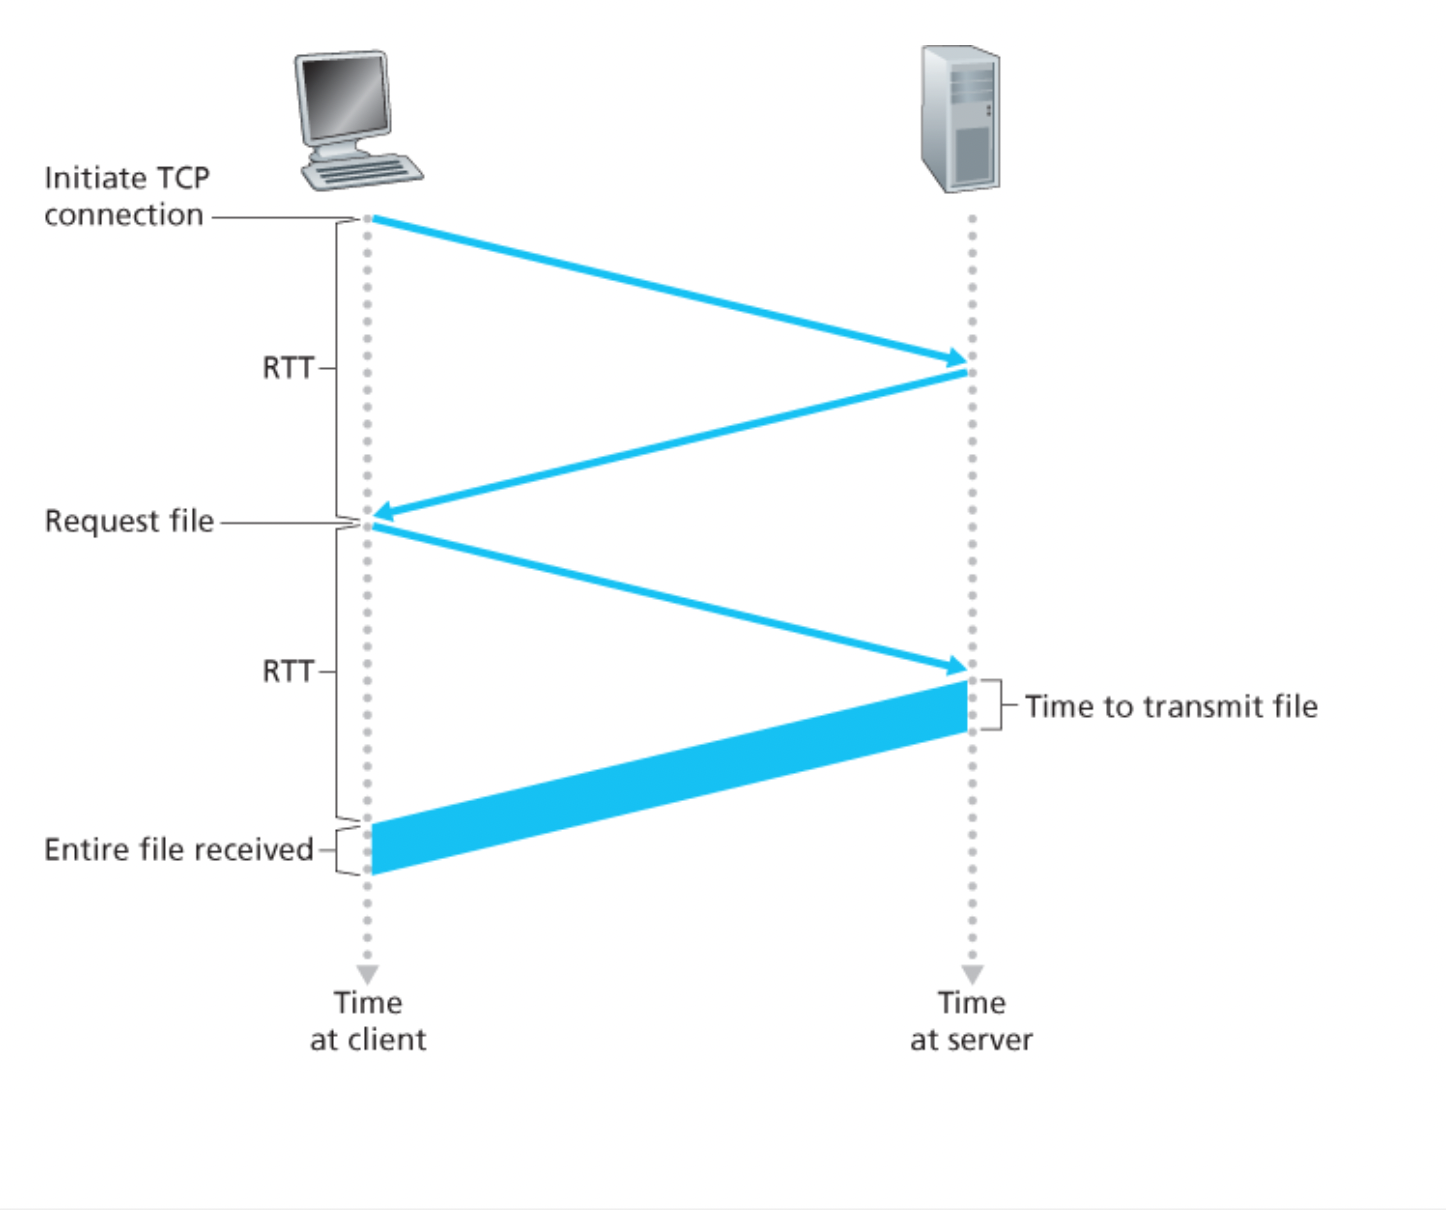 Initiate TCP
connection
RTT
Request file
RTT
Time to transmit file
Entire file received
Time
at client
Time
at server